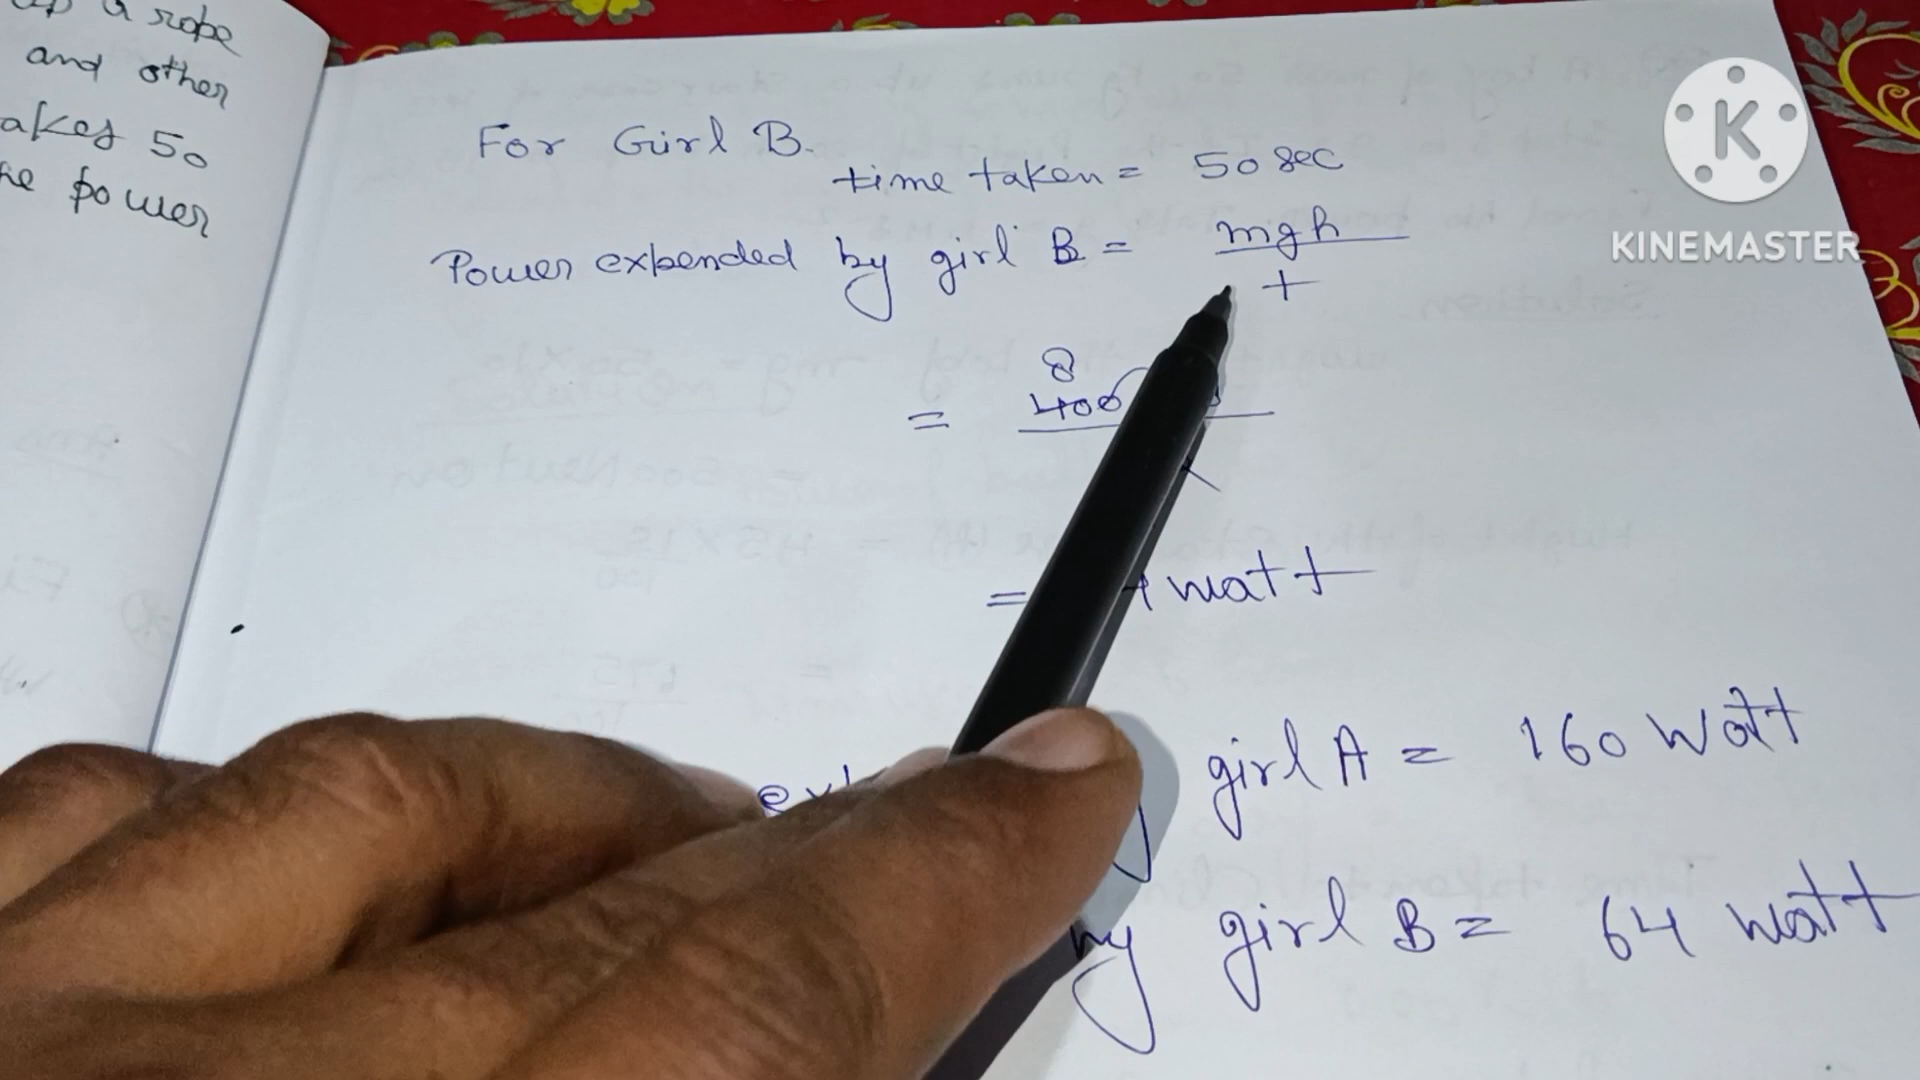 a rope
and other
akes 50
he power
For Girl B.
time taken = 50 sec
Power expended by girl B = mgh
t
8
= 400
= watt
girl A = 160 Watt
by girl B = 64 watt
K
KINEMASTER